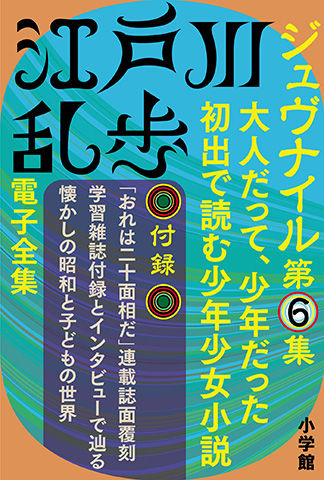 江戸川
乱歩
電子全集
ジュヴナイル第⑥集
大人だって、少年だった
初出で読む少年少女小説
付録
「おれは二十面相だ」連載誌面覆刻
学習雑誌付録とインタビューで辿る
懐かしの昭和と子どもの世界
小学館